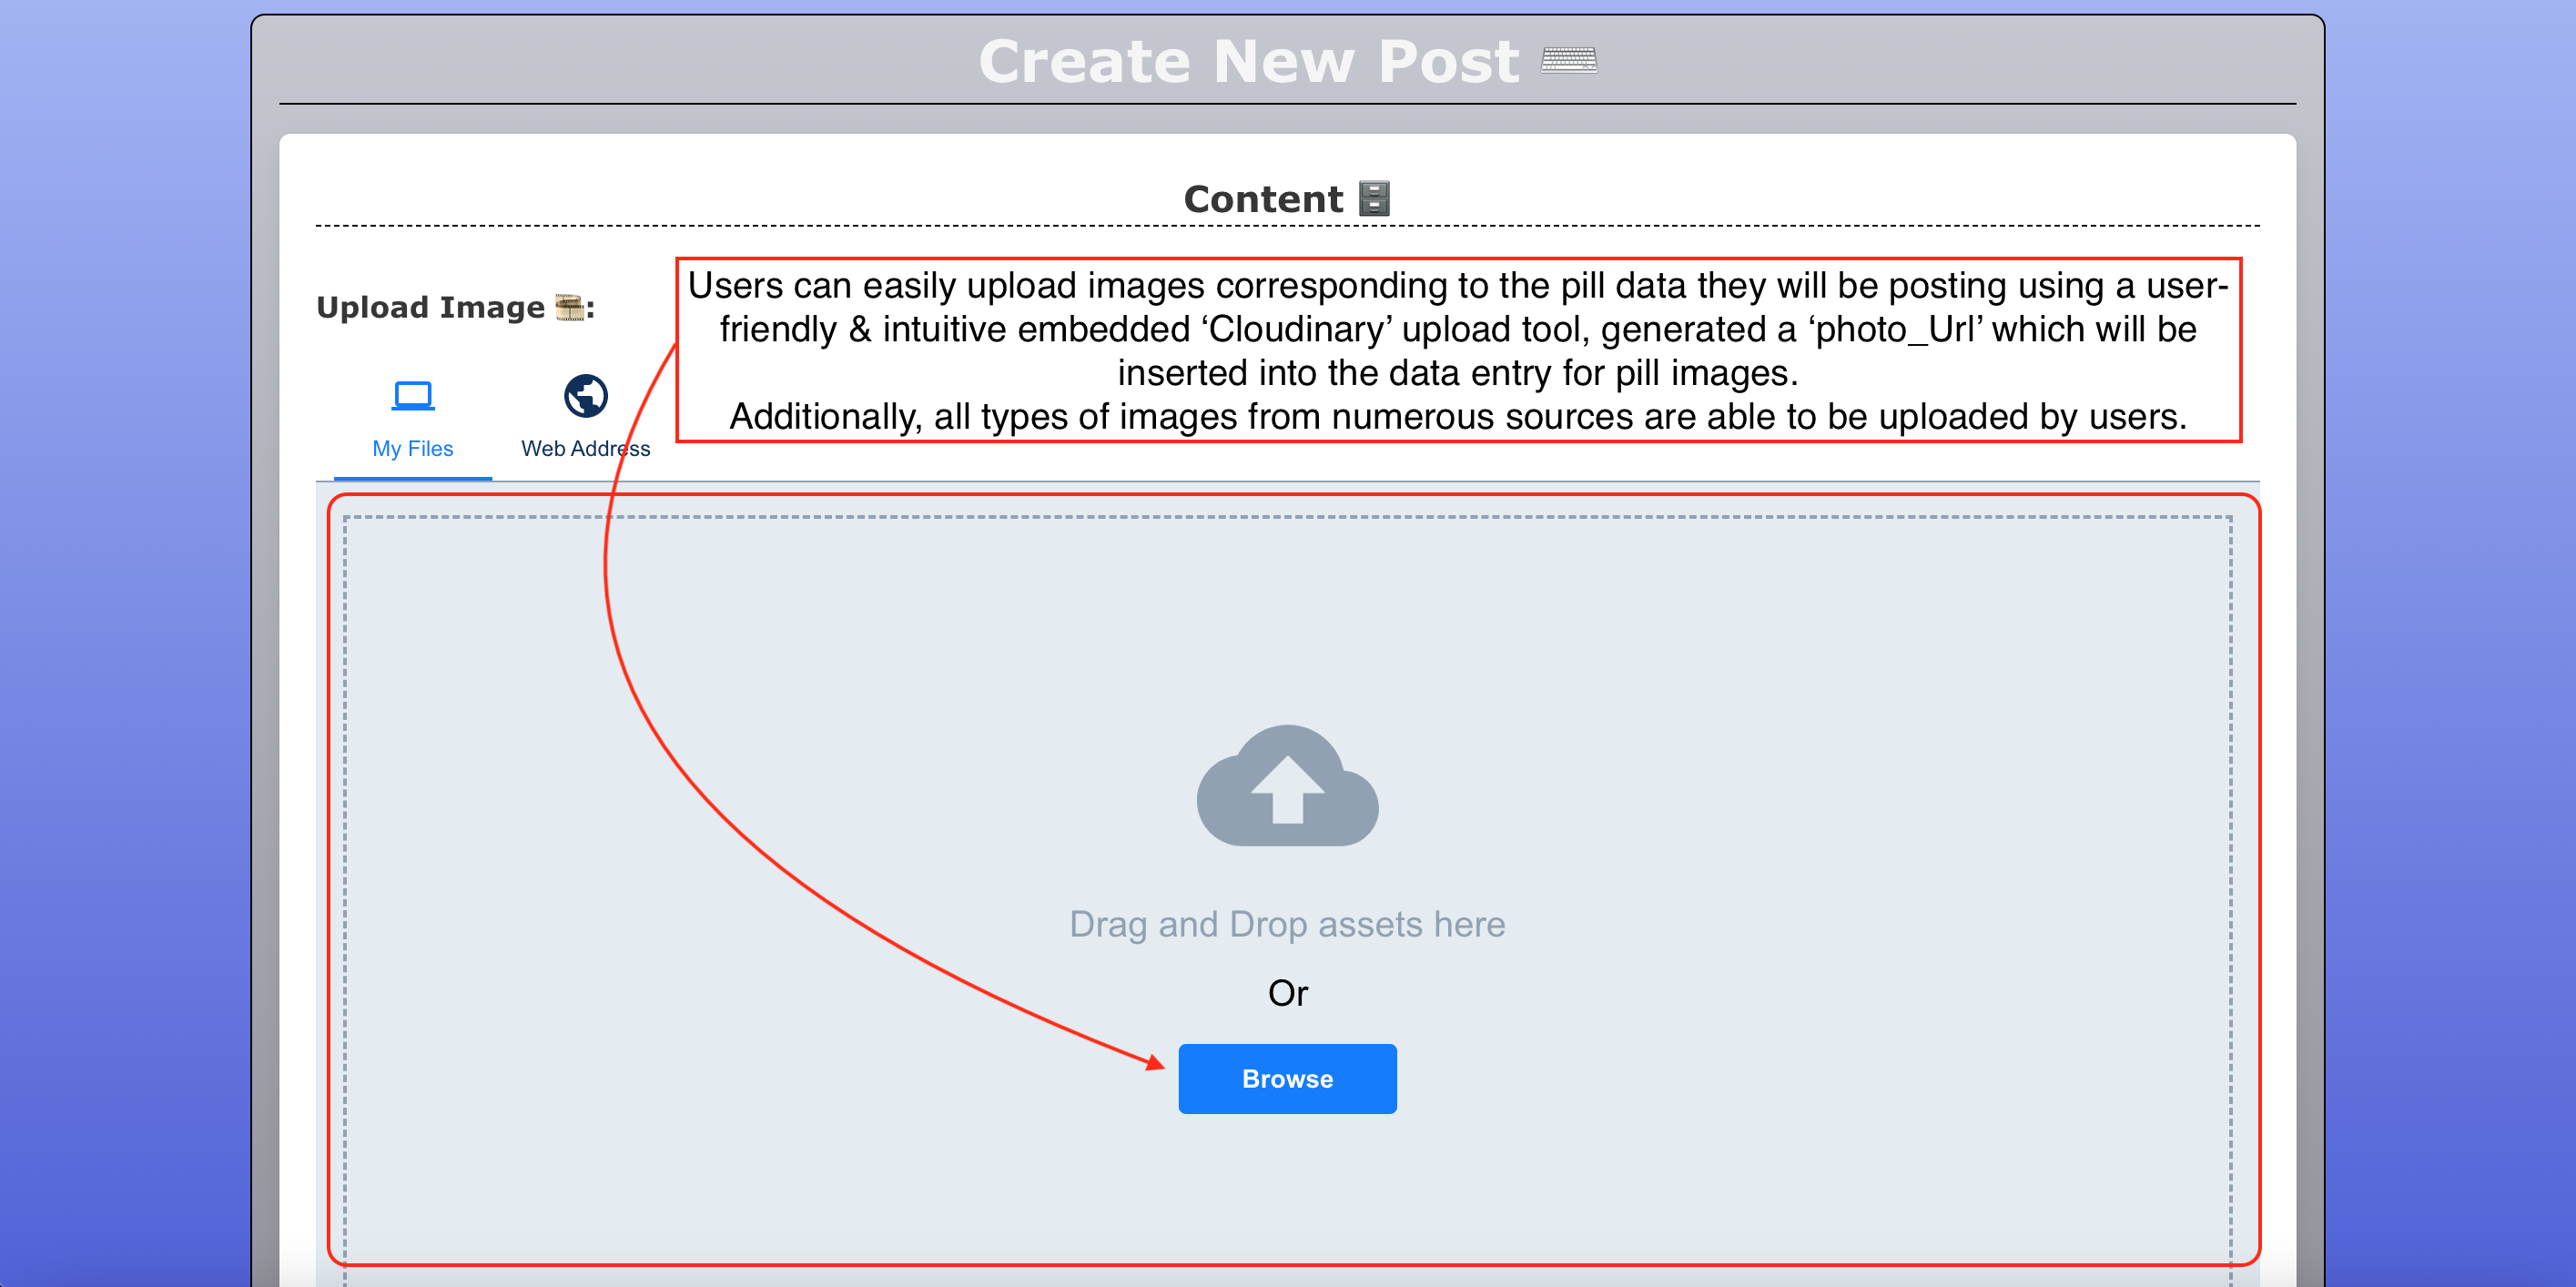 Create New Post
Content
Upload Image :
Users can easily upload images corresponding to the pill data they will be posting using a user-
friendly & intuitive embedded ‘Cloudinary’ upload tool, generated a ‘photo_Url’ which will be
inserted into the data entry for pill images.
Additionally, all types of images from numerous sources are able to be uploaded by users.
My Files
Web Address
Drag and Drop assets here
Or
Browse